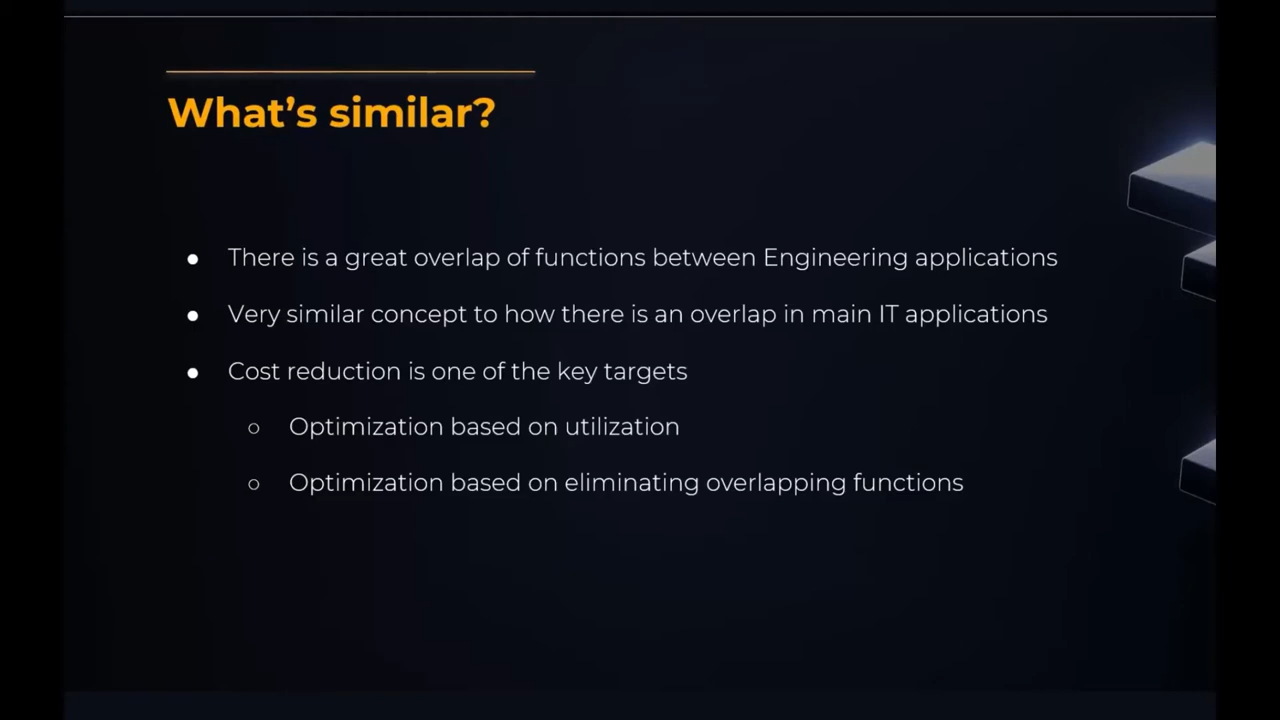 What’s similar?
● There is a great overlap of functions between Engineering applications
● Very similar concept to how there is an overlap in main IT applications
● Cost reduction is one of the key targets
○ Optimization based on utilization
○ Optimization based on eliminating overlapping functions